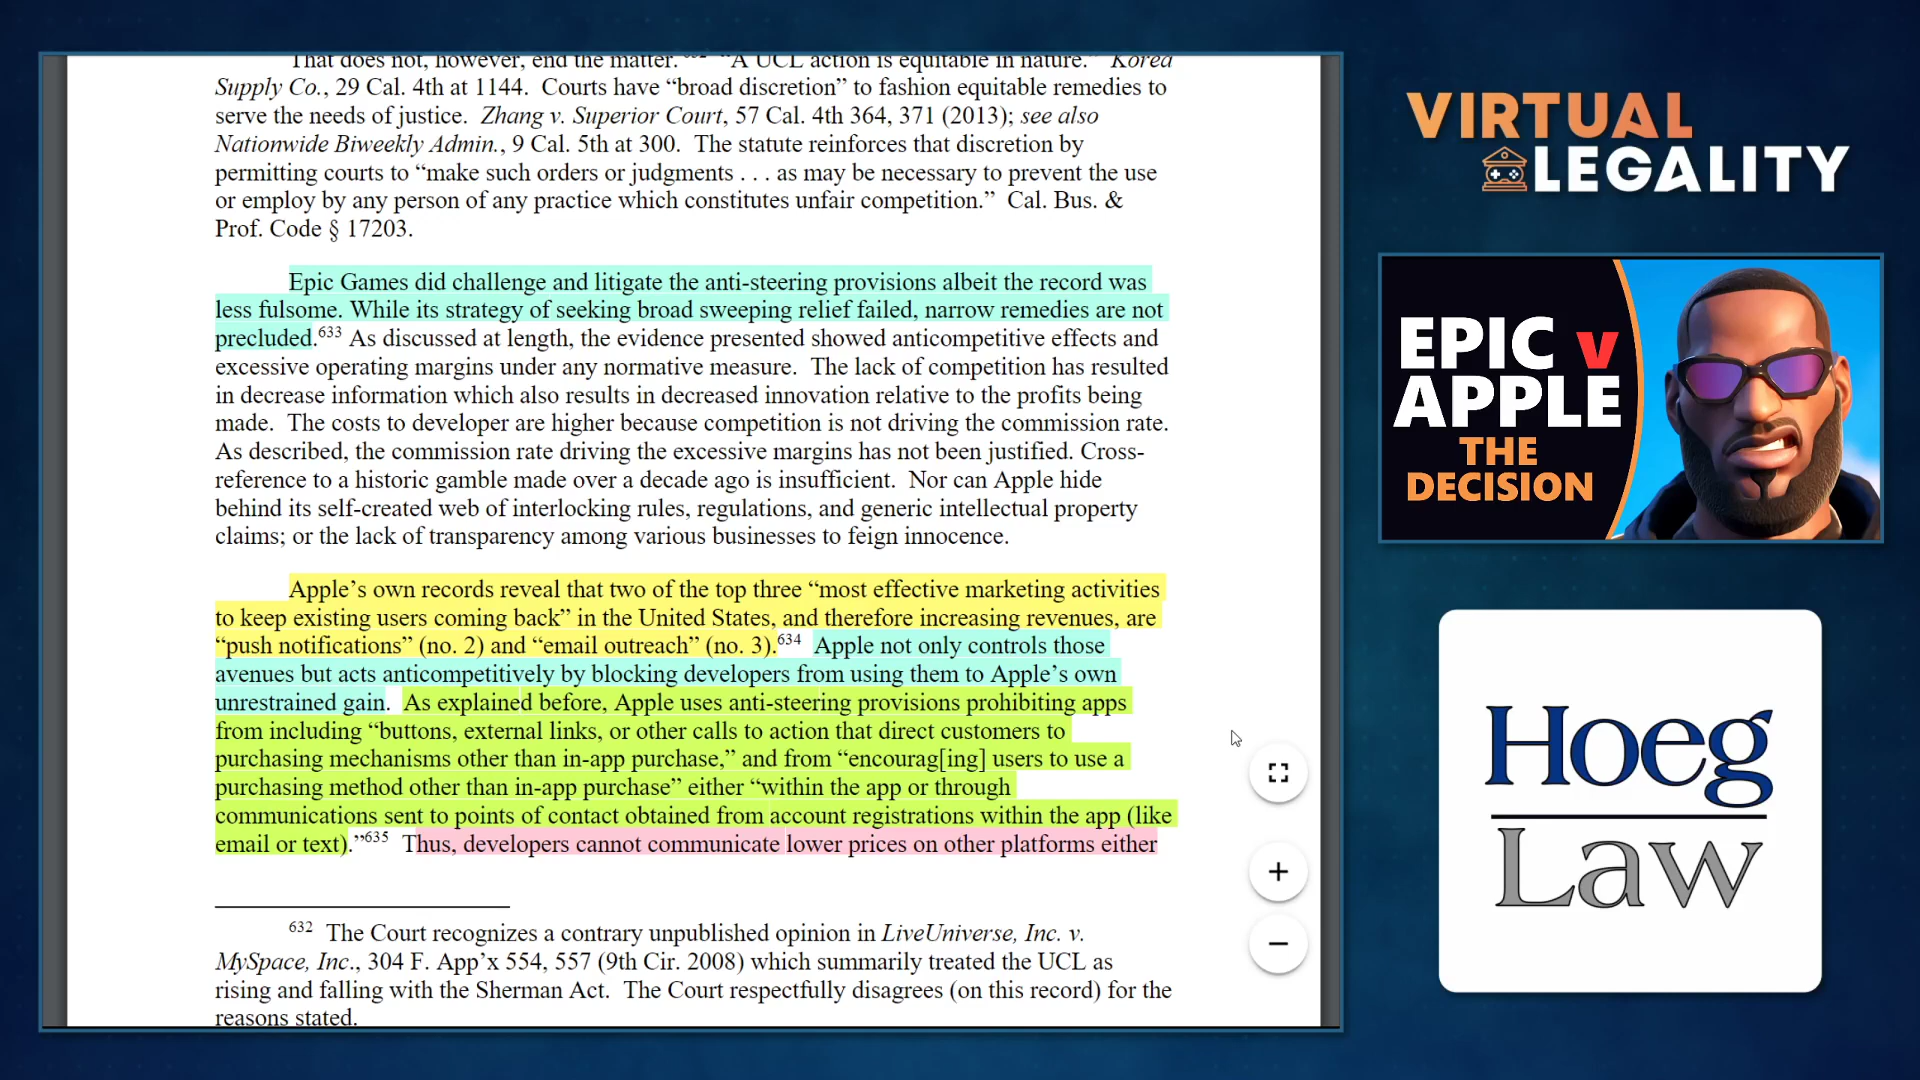 That does not, however, end the matter.632 “A UCL action is equitable in nature.” Korea
Supply Co., 29 Cal. 4th at 1144. Courts have “broad discretion” to fashion equitable remedies to
serve the needs of justice. Zhang v. Superior Court, 57 Cal. 4th 364, 371 (2013); see also
Nationwide Biweekly Admin., 9 Cal. 5th at 300. The statute reinforces that discretion by
permitting courts to “make such orders or judgments . . . as may be necessary to prevent the use
or employ by any person of any practice which constitutes unfair competition.” Cal. Bus. &
Prof. Code § 17203.
Epic Games did challenge and litigate the anti-steering provisions albeit the record was
less fulsome. While its strategy of seeking broad sweeping relief failed, narrow remedies are not
precluded.633 As discussed at length, the evidence presented showed anticompetitive effects and
excessive operating margins under any normative measure. The lack of competition has resulted
in decrease information which also results in decreased innovation relative to the profits being
made. The costs to developer are higher because competition is not driving the commission rate.
As described, the commission rate driving the excessive margins has not been justified. Cross-
reference to a historic gamble made over a decade ago is insufficient. Nor can Apple hide
behind its self-created web of interlocking rules, regulations, and generic intellectual property
claims; or the lack of transparency among various businesses to feign innocence.
Apple’s own records reveal that two of the top three “most effective marketing activities
to keep existing users coming back” in the United States, and therefore increasing revenues, are
“push notifications” (no. 2) and “email outreach” (no. 3).634 Apple not only controls those
avenues but acts anticompetitively by blocking developers from using them to Apple’s own
unrestrained gain. As explained before, Apple uses anti-steering provisions prohibiting apps
from including “buttons, external links, or other calls to action that direct customers to
purchasing mechanisms other than in-app purchase,” and from “encourag[ing] users to use a
purchasing method other than in-app purchase” either “within the app or through
communications sent to points of contact obtained from account registrations within the app (like
email or text).”635 Thus, developers cannot communicate lower prices on other platforms either
632 The Court recognizes a contrary unpublished opinion in LiveUniverse, Inc. v.
MySpace, Inc., 304 F. App’x 554, 557 (9th Cir. 2008) which summarily treated the UCL as
rising and falling with the Sherman Act. The Court respectfully disagrees (on this record) for the
reasons stated.
VIRTUAL
LEGALITY
EPIC v
APPLE
THE
DECISION
Hoeg
Law